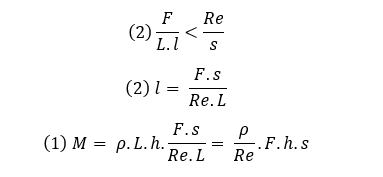 (2) F / L.l < Re / s
(2) l = F.s / Re.L
(1) M = ρ.L.h. F.s / Re.L = ρ / Re .F.h.s